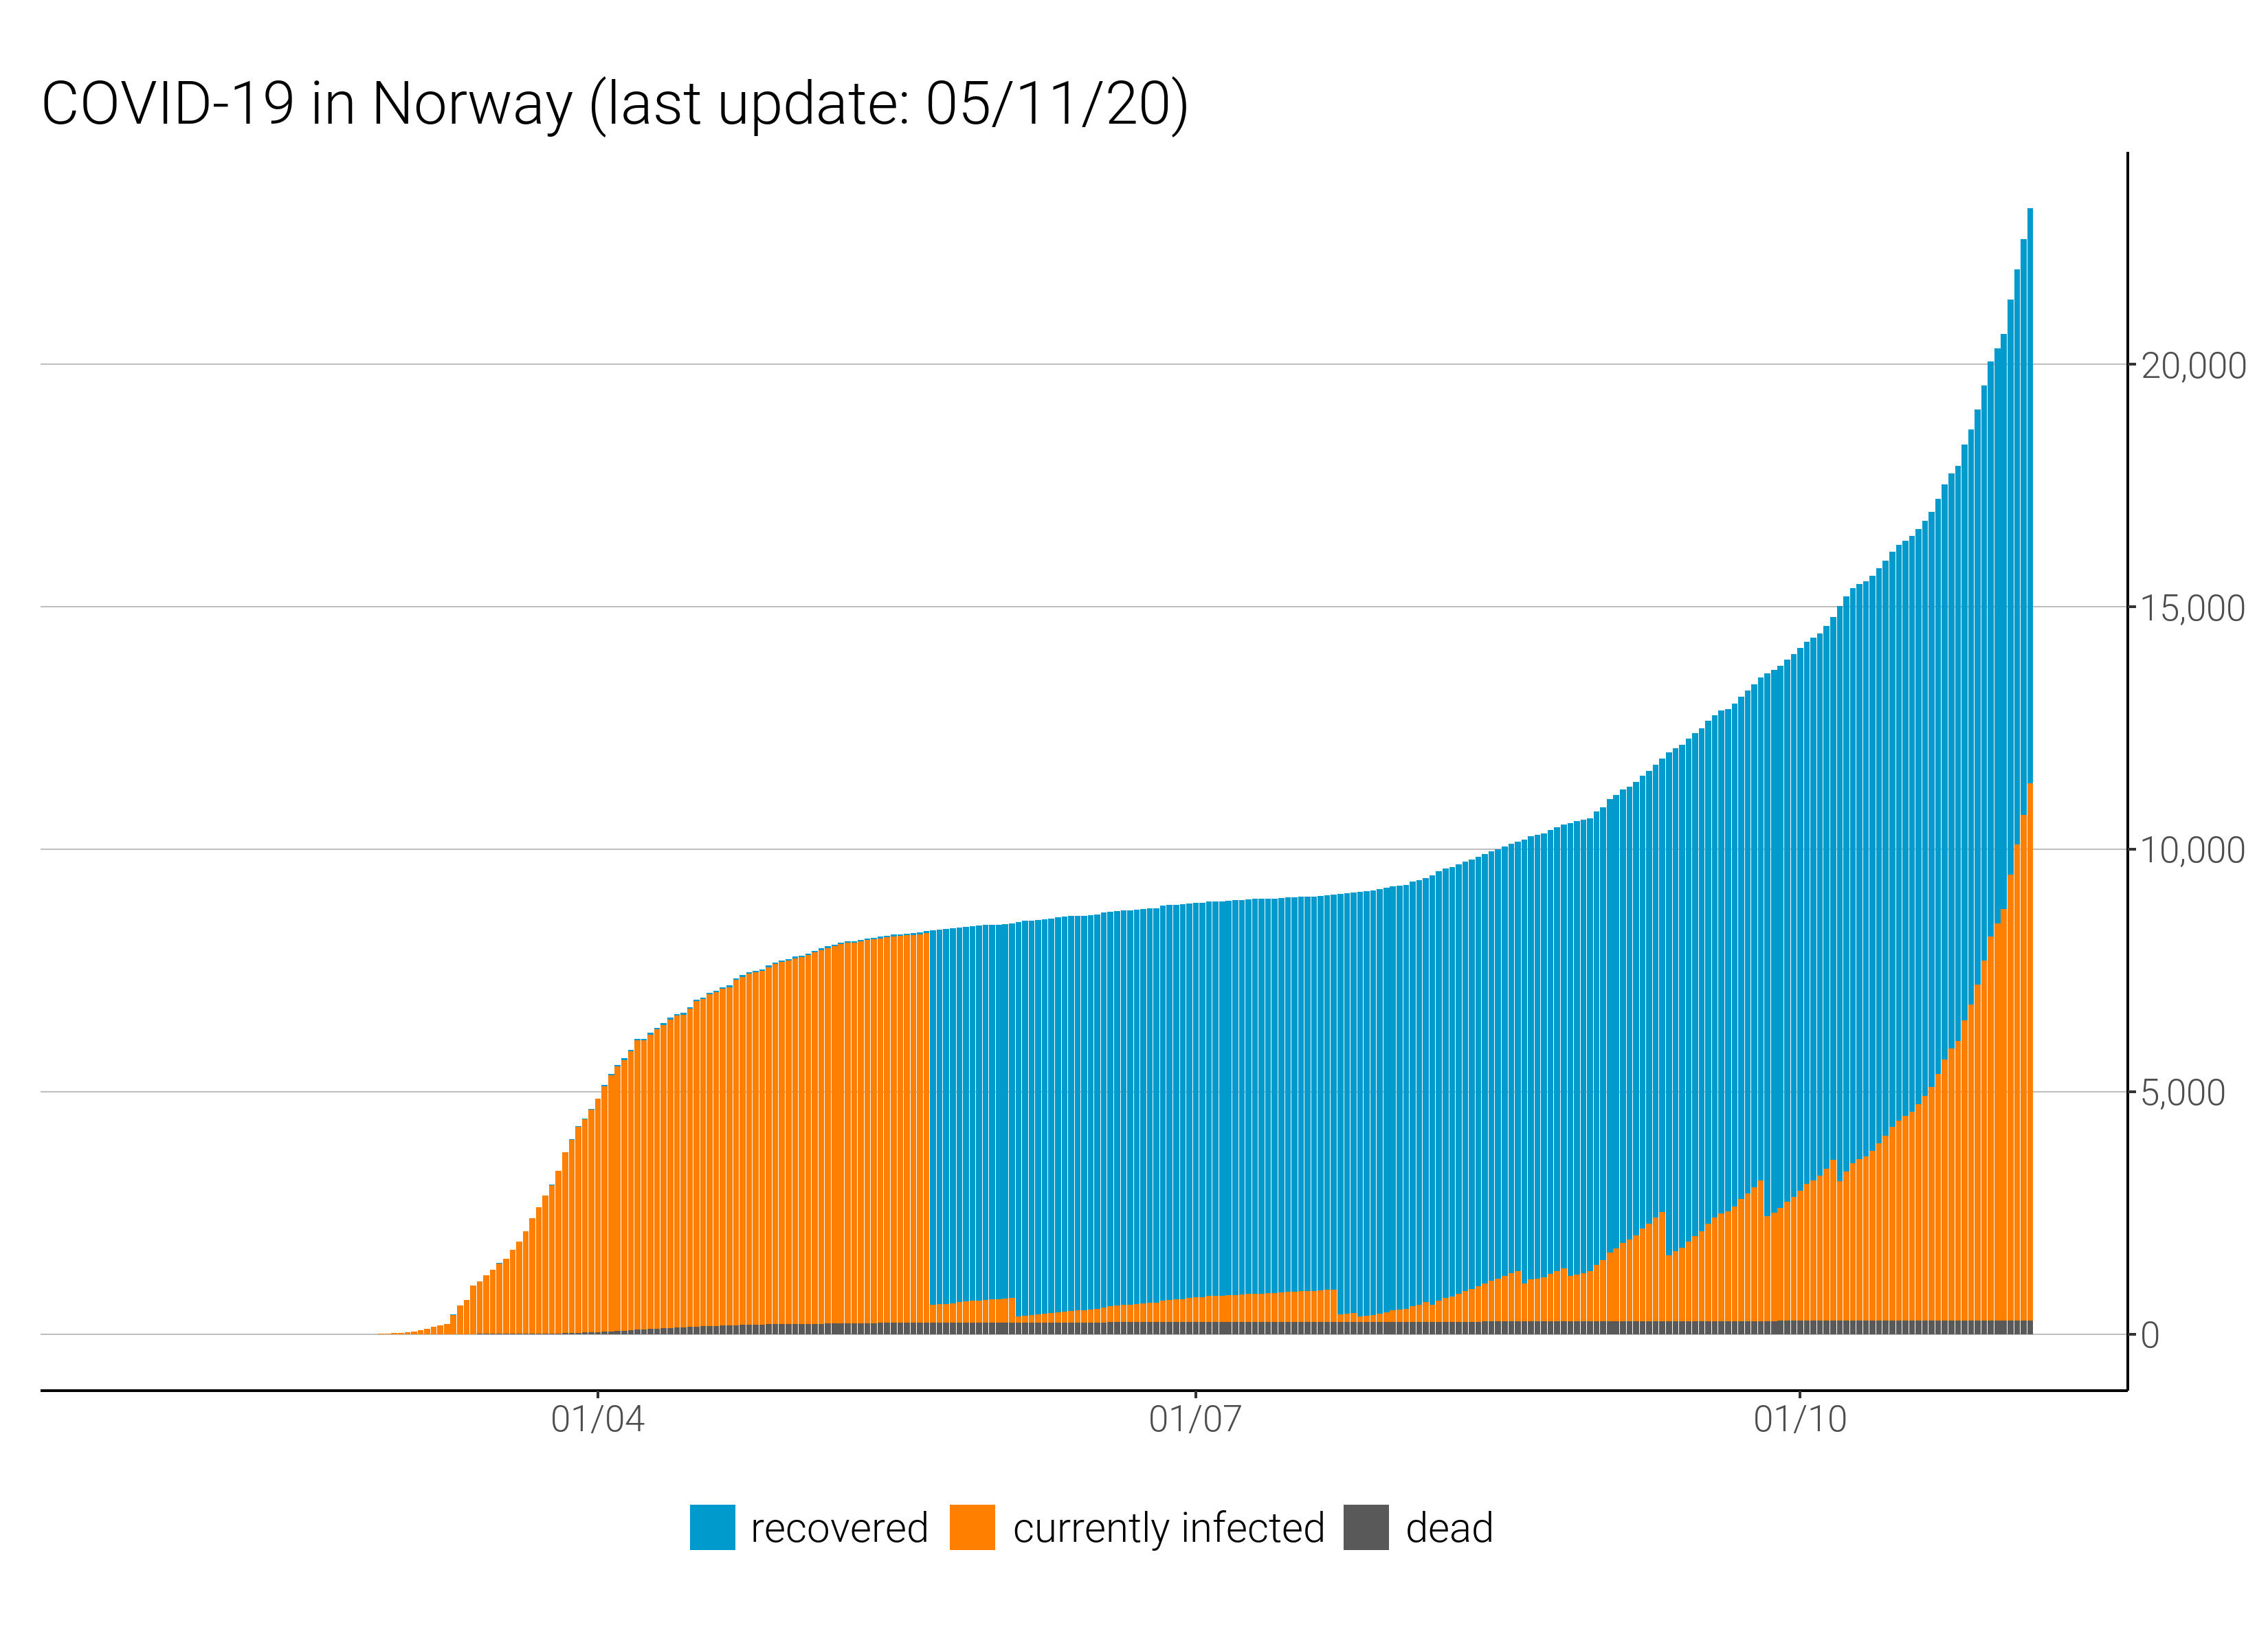 COVID-19 in Norway (last update: 05/11/20)
20,000
15,000
10,000
5,000
0
01/04 01/07 01/10
recovered currently infected dead